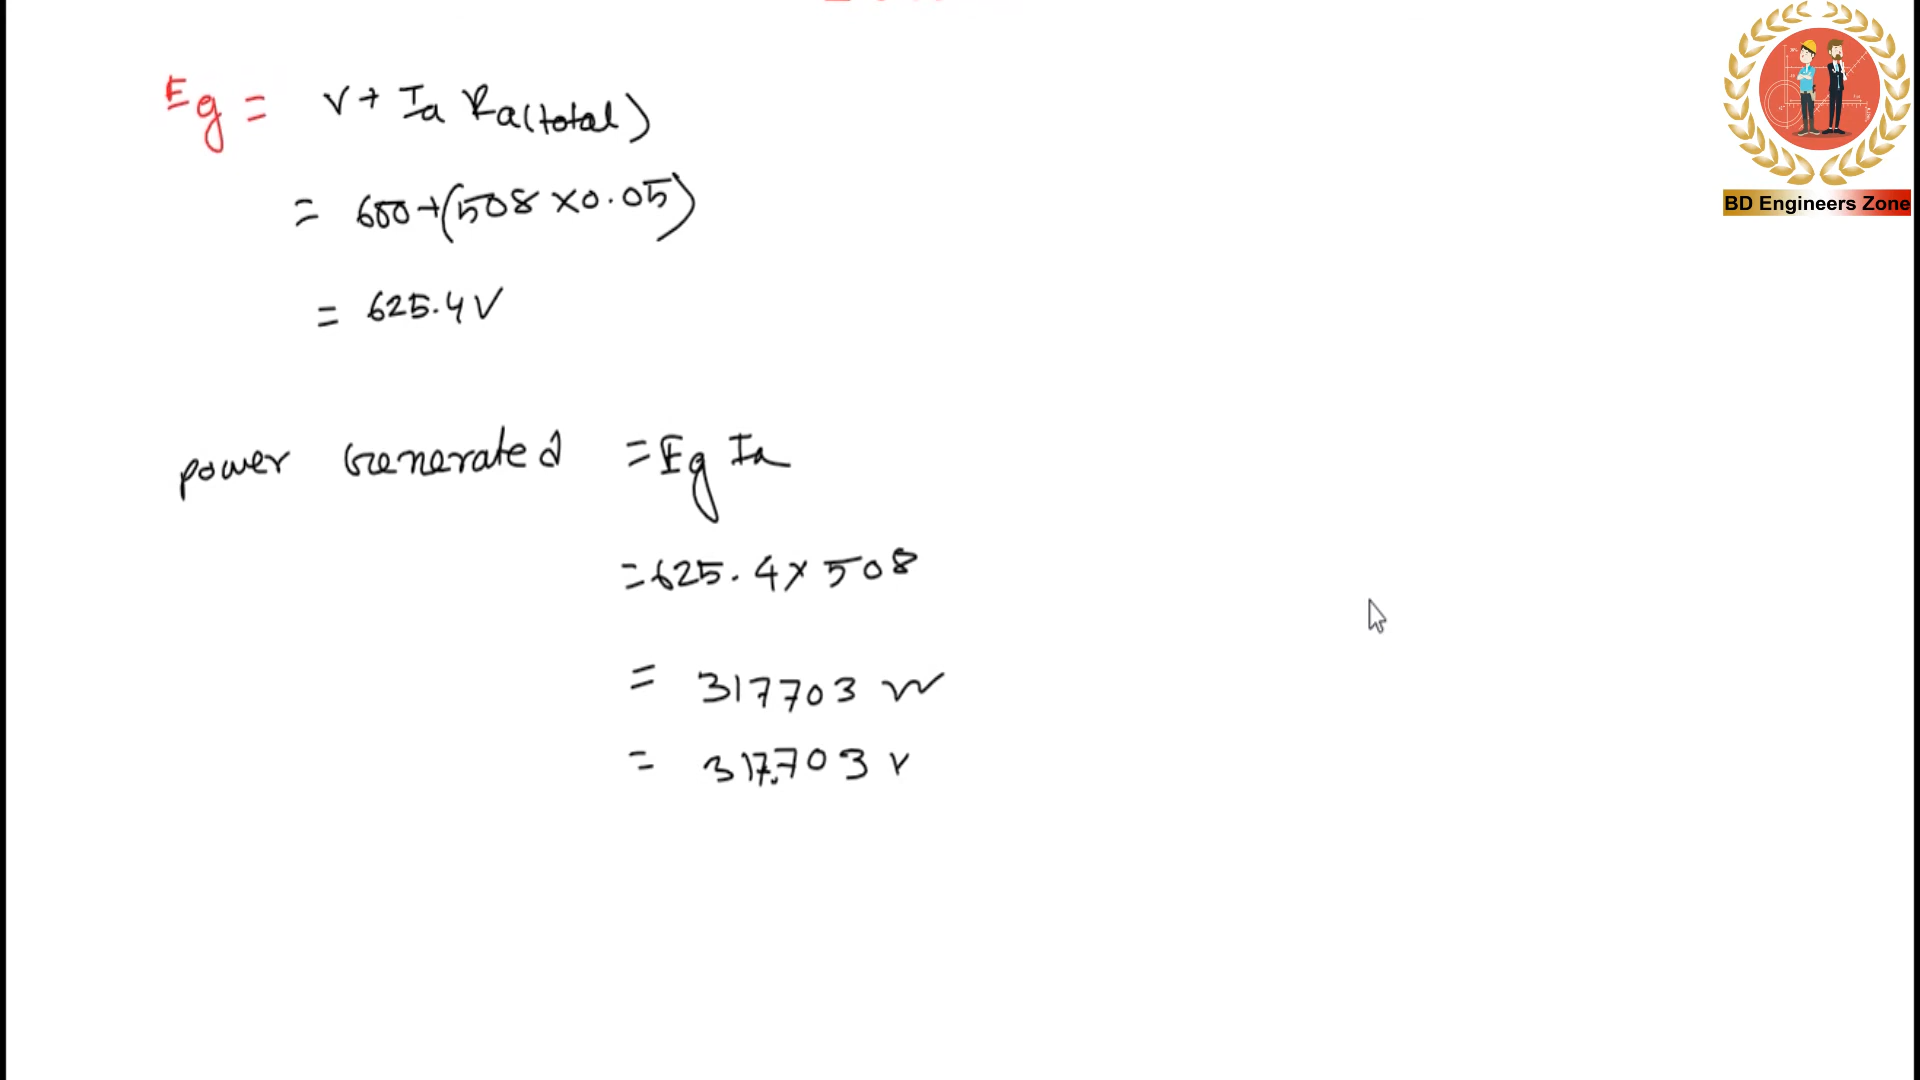 BD Engineers Zone
Eg = V + Ia Ra(total)
= 600 + (508 × 0.05)
= 625.4 V
power Generated = Eg Ia
= 625.4 × 508
= 317703 W
= 317.703 k